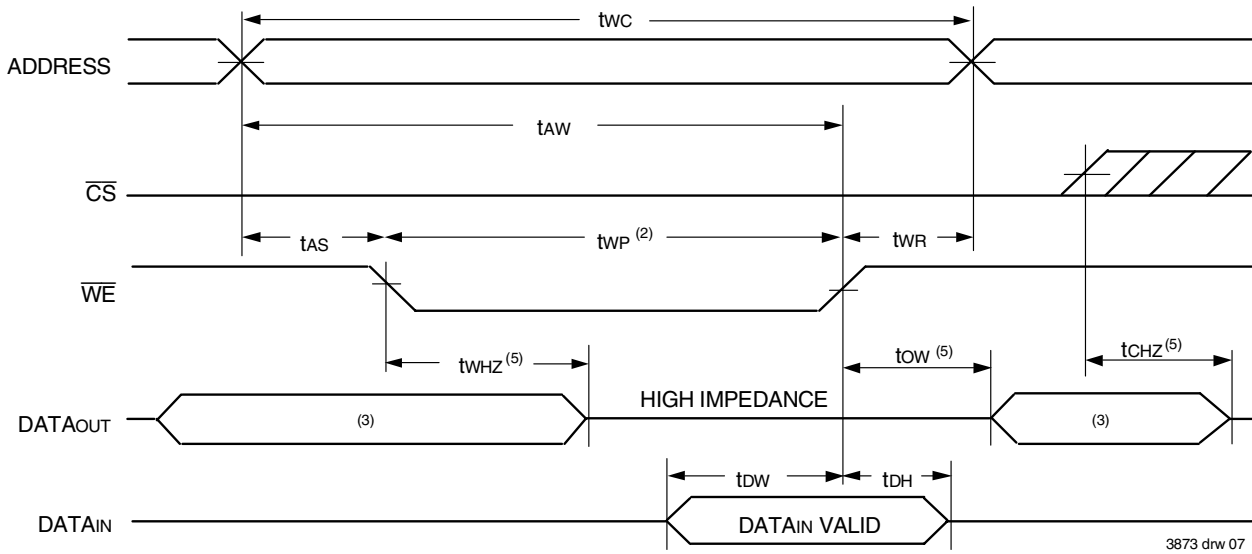 tWC
ADDRESS
tAW
CS
tAS
tWP (2)
tWR
WE
tWHZ (5)
tOW (5)
tCHZ (5)
HIGH IMPEDANCE
DATAOUT
(3)
(3)
tDW
tDH
DATAIN
DATAIN VALID
3873 drw 07